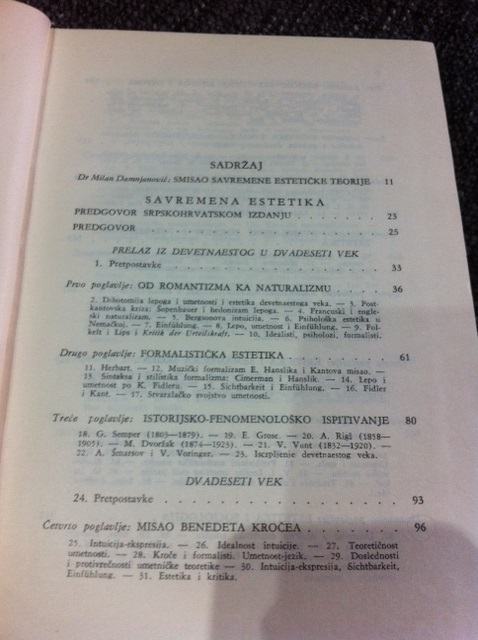 SADRŽAJ
Dr Milan Damnjanović: SMISAO SAVREMENE ESTETIČKE TEORIJE 11
SAVREMENA ESTETIKA
PREDGOVOR SRPSKOHRVATSKOM IZDANJU . . . . . . . . 23
PREDGOVOR . . . . . . . . . . . . . . . . . . . 25
PRELAZ IZ DEVETNAESTOG U DVADESETI VEK
1. Pretpostavke . . . . . . . . . . . . . . . . 33
Prvo poglavlje: OD ROMANTIZMA KA NATURALIZMU . . . . . 36
2. Dihotomija lepoga i umetnosti i estetika devetnaestoga veka. — 3. Post-
kantovska kriza: Šopenhauer i hedonizam lepoga. — 4. Francuski i engle-
ski naturalizam. — 5. Bergsonova intuicija. — 6. Psihološka estetika u
Nemačkoj. — 7. Einfühlung. — 8. Lepo, umetnost i Einfühlung. — 9. Fol-
kelt i Lips i Kritik der Urteilskraft. — 10. Idealisti, psiholozi, formalisti.
Drugo poglavlje: FORMALISTIČKA ESTETIKA . . . . . . . . 61
11. Herbart. — 12. Muzički formalizam E. Hanslika i Kantova misao. —
13. Sintaksa i stilistika formalizma: Cimerman i Hanslik. — 14. Lepo i
umetnost po K. Fidleru. — 15. Sichtbarkeit i Einfühlung. — 16. Fidler
i Kant. — 17. Stvaralačko svojstvo umetnosti.
Treće poglavlje: ISTORIJSKO-FENOMENOLOŠKO ISPITIVANJE 80
18. G. Semper (1803—1879). — 19. E. Grose. — 20. A. Rigl (1858—
1905). — M. Dvoržak (1874—1923). — 21. V. Vunt (1832—1920). —
22. A. Šmarsov i V. Voringer. — 23. Iscrpljenje devetnaestog veka.
DVADESETI VEK
24. Pretpostavke . . . . . . . . . . . . . . . . 93
Četvrto poglavlje: MISAO BENEDETA KROČEA . . . . . . . 96
25. Intuicija-ekspresija. — 26. Idealnost intuicije. — 27. Teoretičnost
umetnosti. — 28. Kroče i formalisti. Umetnost-jezik. — 29. Doslednosti
i protivrečnosti umetničke teoretike — 30. Intuicija-ekspresija, Sichtbarkeit,
Einfühlung. — 31. Estetika i kritika.